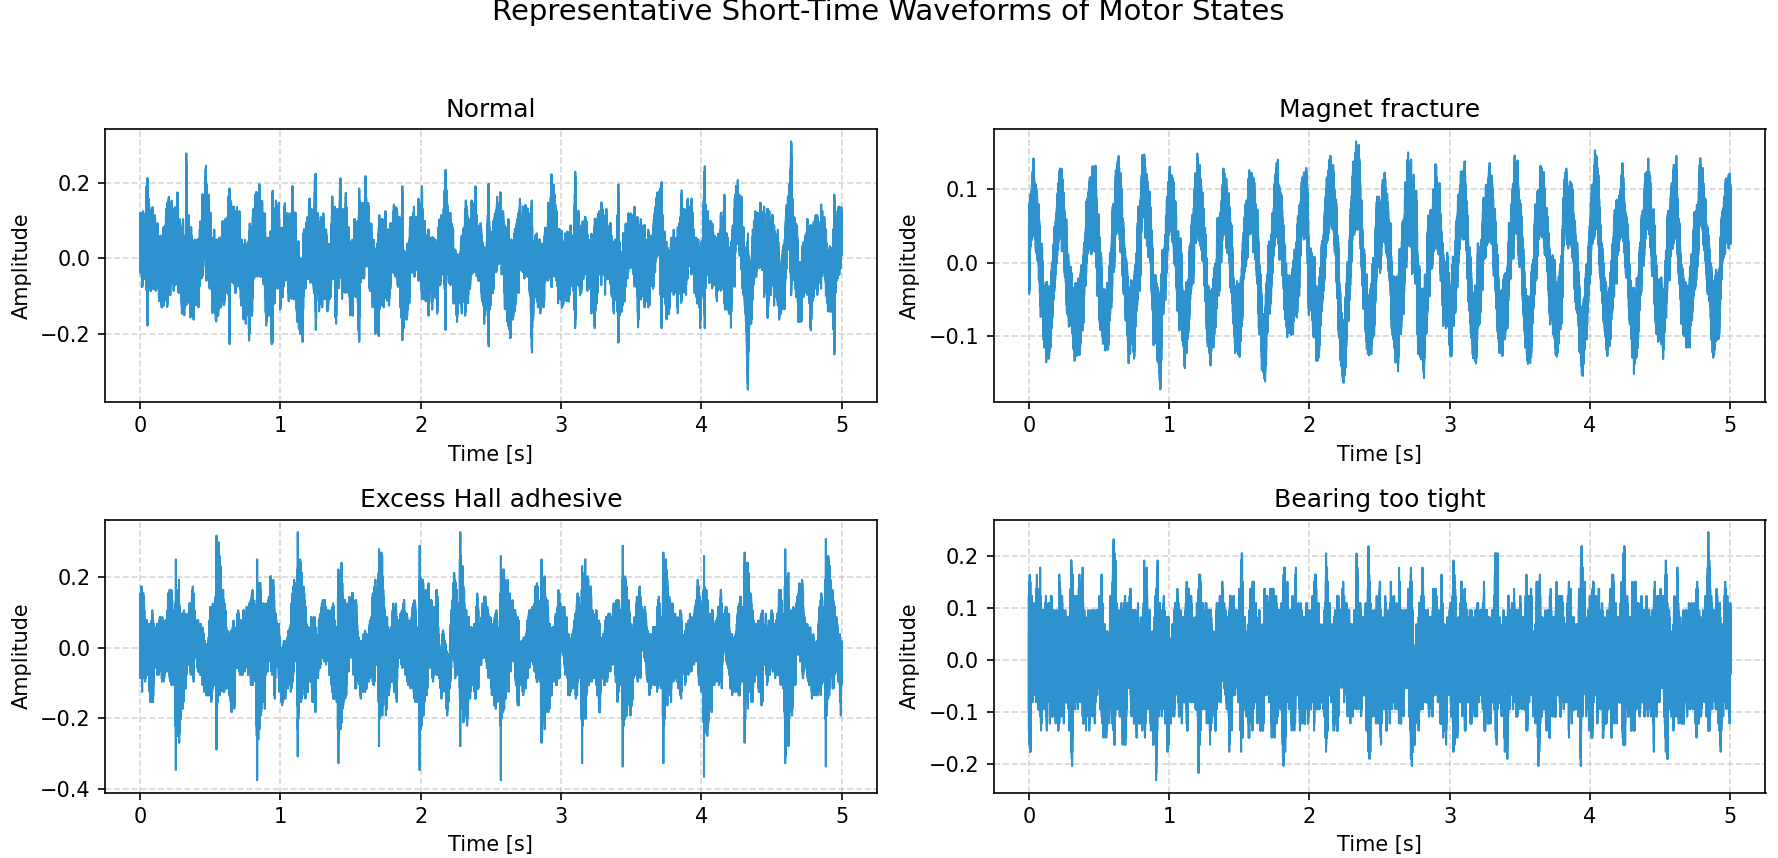 Representative Short-Time Waveforms of Motor States
Normal
Amplitude
0.2
0.0
−0.2
0 1 2 3 4 5
Time [s]
Magnet fracture
Amplitude
0.1
0.0
−0.1
0 1 2 3 4 5
Time [s]
Excess Hall adhesive
Amplitude
0.2
0.0
−0.2
−0.4
0 1 2 3 4 5
Time [s]
Bearing too tight
Amplitude
0.2
0.1
0.0
−0.1
−0.2
0 1 2 3 4 5
Time [s]